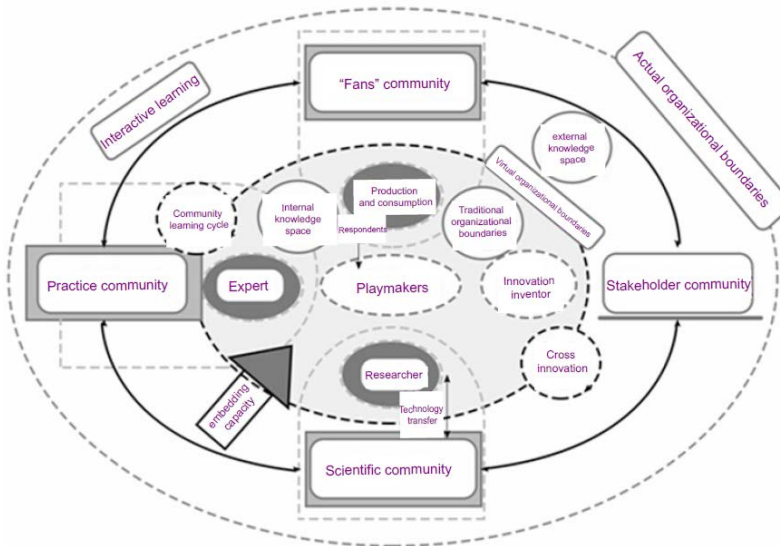 "Fans" community
Interactive learning
Actual organizational boundaries
external
knowledge
space
Virtual organizational boundaries
Production
and consumption
Community
learning cycle
Internal
knowledge
space
Respondents
Traditional
organizational
boundaries
Practice community
Expert
Playmakers
Innovation
inventor
Stakeholder community
Cross
innovation
Researcher
embedding
capacity
Technology
transfer
Scientific community